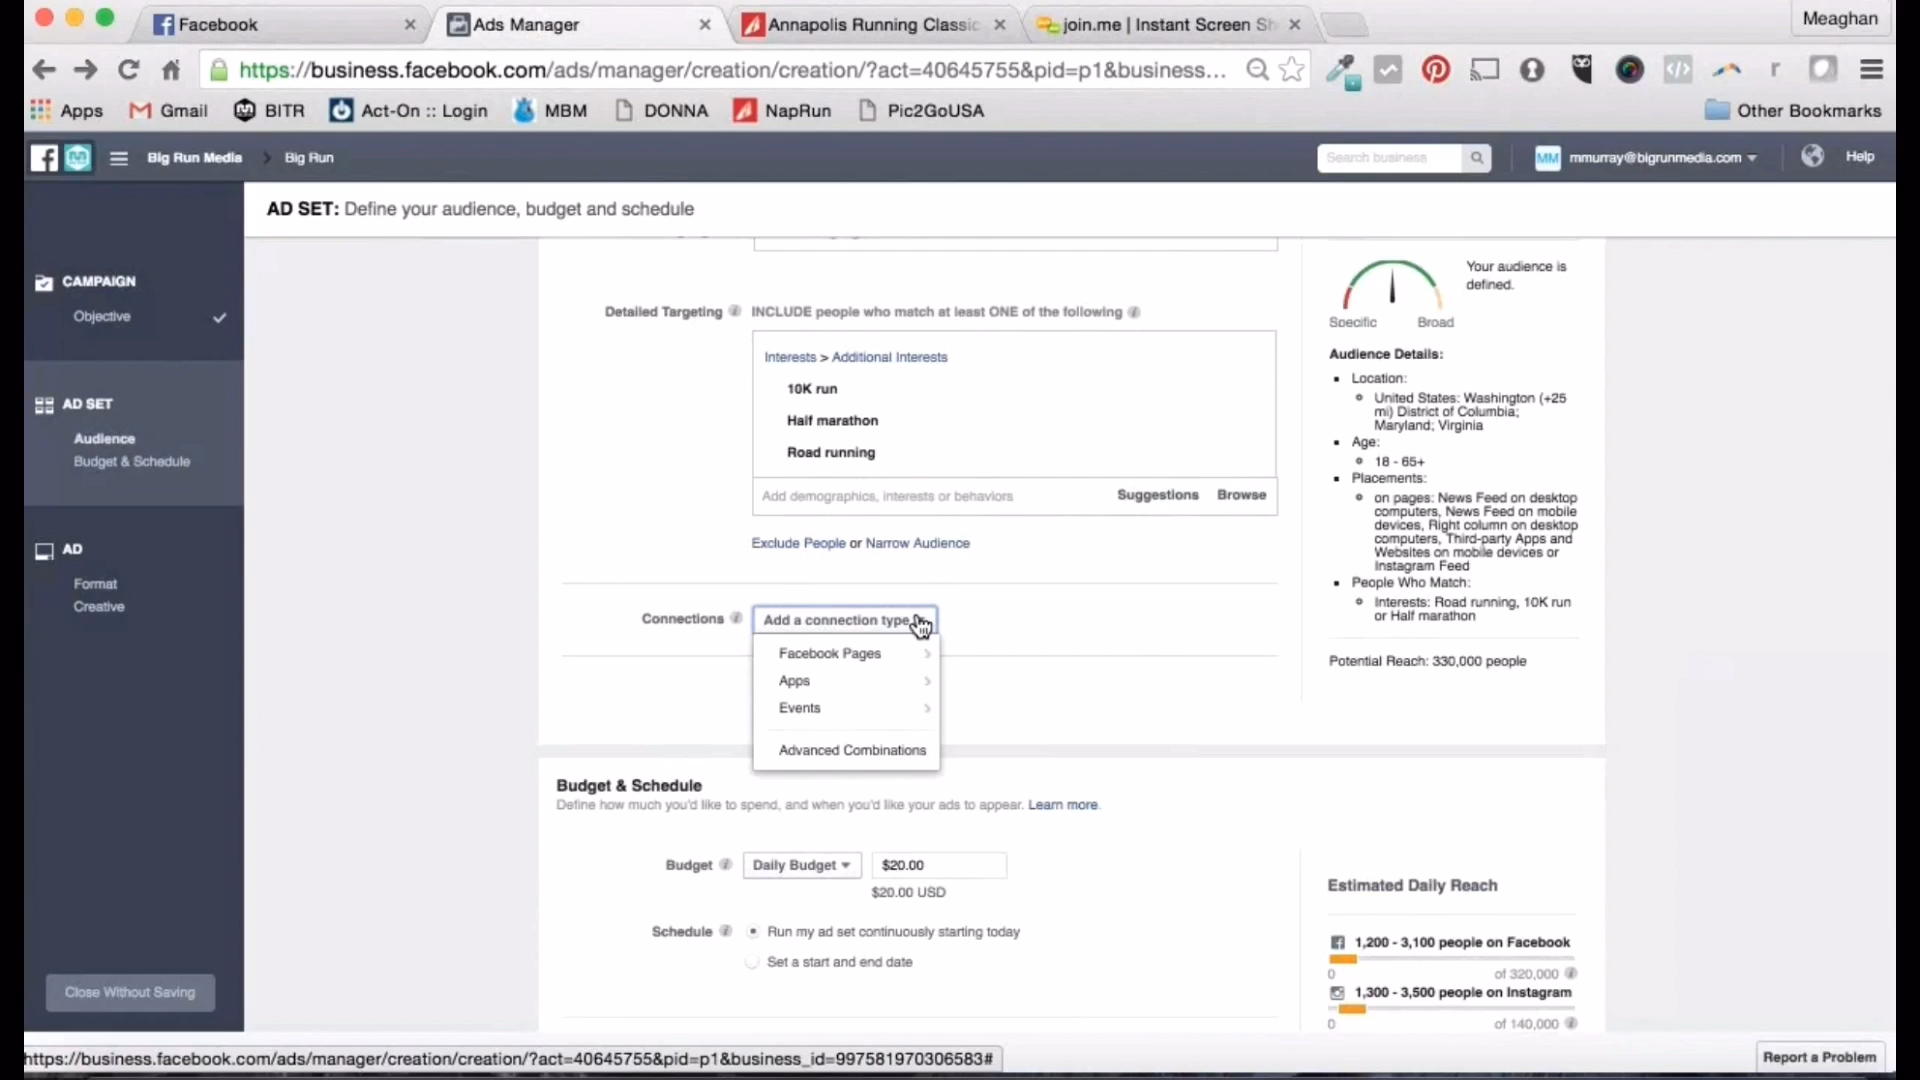 Facebook
Ads Manager
Annapolis Running Classic
join.me | Instant Screen Sh
Meaghan
https://business.facebook.com/ads/manager/creation/creation/?act=40645755&pid=p1&business...
Apps
Gmail
BITR
Act-On :: Login
MBM
DONNA
NapRun
Pic2GoUSA
Other Bookmarks
Big Run Media > Big Run
Search business
MM mmurray@bigrunmedia.com
Help
AD SET: Define your audience, budget and schedule
CAMPAIGN
Objective
AD SET
Audience
Budget & Schedule
AD
Format
Creative
Close Without Saving
Detailed Targeting
INCLUDE people who match at least ONE of the following
Interests > Additional Interests
10K run
Half marathon
Road running
Add demographics, interests or behaviors
Suggestions
Browse
Exclude People or Narrow Audience
Connections
Add a connection type
Facebook Pages
Apps
Events
Advanced Combinations
Your audience is
defined.
Specific
Broad
Audience Details:
Location:
United States: Washington (+25
mi) District of Columbia;
Maryland; Virginia
Age:
18 - 65+
Placements:
on pages: News Feed on desktop
computers, News Feed on mobile
devices, Right column on desktop
computers, Third-party Apps and
Websites on mobile devices or
Instagram Feed
People Who Match:
Interests: Road running, 10K run
or Half marathon
Potential Reach: 330,000 people
Budget & Schedule
Define how much you'd like to spend, and when you'd like your ads to appear. Learn more.
Budget
Daily Budget
$20.00
$20.00 USD
Schedule
Run my ad set continuously starting today
Set a start and end date
Estimated Daily Reach
1,200 - 3,100 people on Facebook
0
of 320,000
1,300 - 3,500 people on Instagram
0
of 140,000
https://business.facebook.com/ads/manager/creation/creation/?act=40645755&pid=p1&business_id=997581970306583#
Report a Problem